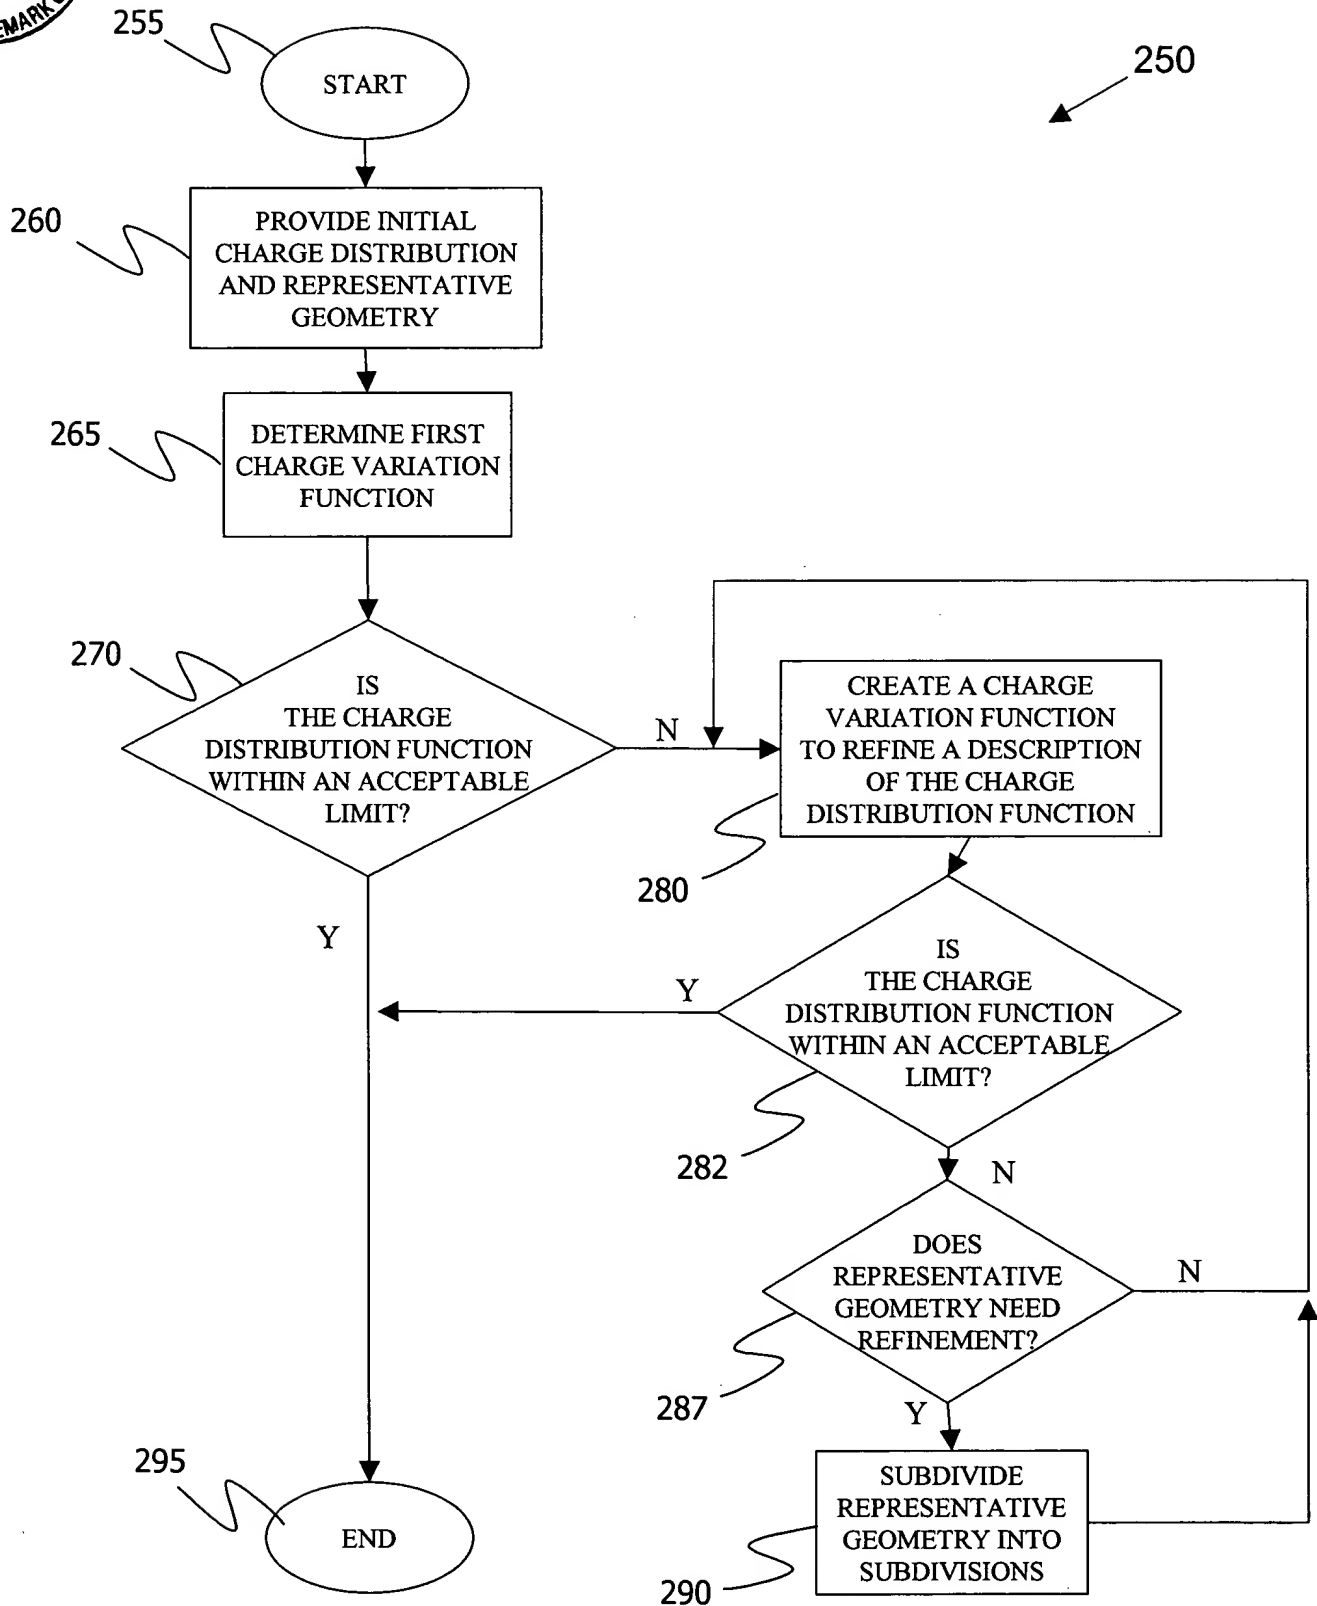 255
START
250
260
PROVIDE INITIAL
CHARGE DISTRIBUTION
AND REPRESENTATIVE
GEOMETRY
265
DETERMINE FIRST
CHARGE VARIATION
FUNCTION
270
IS
THE CHARGE
DISTRIBUTION FUNCTION
WITHIN AN ACCEPTABLE
LIMIT?
N
Y
CREATE A CHARGE
VARIATION FUNCTION
TO REFINE A DESCRIPTION
OF THE CHARGE
DISTRIBUTION FUNCTION
280
IS
THE CHARGE
DISTRIBUTION FUNCTION
WITHIN AN ACCEPTABLE
LIMIT?
Y
282
N
DOES
REPRESENTATIVE
GEOMETRY NEED
REFINEMENT?
N
287
Y
SUBDIVIDE
REPRESENTATIVE
GEOMETRY INTO
SUBDIVISIONS
290
295
END